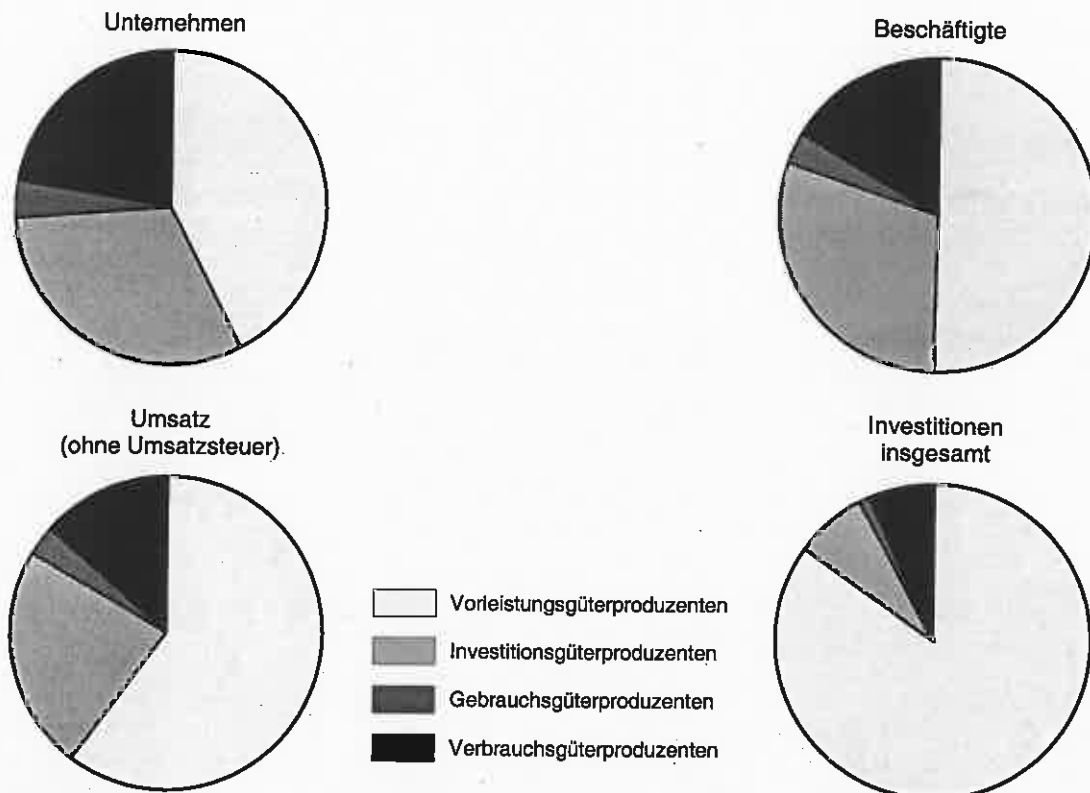 Unternehmen
Beschäftigte
Umsatz
(ohne Umsatzsteuer)
Investitionen
insgesamt
Vorleistungsgüterproduzenten
Investitionsgüterproduzenten
Gebrauchsgüterproduzenten
Verbrauchsgüterproduzenten